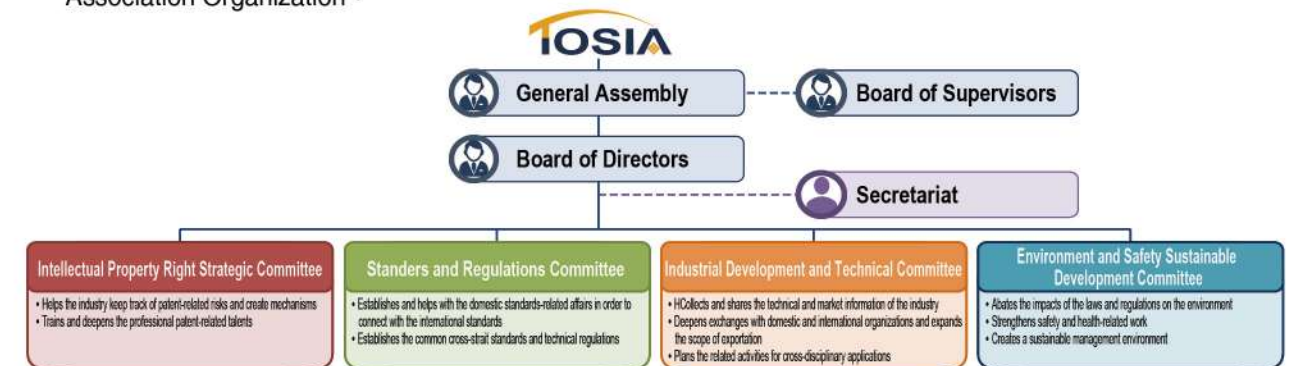 Association Organization
TOSIA
General Assembly
Board of Supervisors
Board of Directors
Secretariat
Intellectual Property Right Strategic Committee
• Helps the industry keep track of patent-related risks and create mechanisms
• Trains and deepens the professional patent-related talents
Standers and Regulations Committee
• Establishes and helps with the domestic standards-related affairs in order to
connect with the international standards
• Establishes the common cross-strait standards and technical regulations
Industrial Development and Technical Committee
• HCollects and shares the technical and market information of the industry
• Deepens exchanges with domestic and international organizations and expands
the scope of exportation
• Plans the related activities for cross-disciplinary applications
Environment and Safety Sustainable
Development Committee
• Abates the impacts of the laws and regulations on the environment
• Strengthens safety and health-related work
• Creates a sustainable management environment